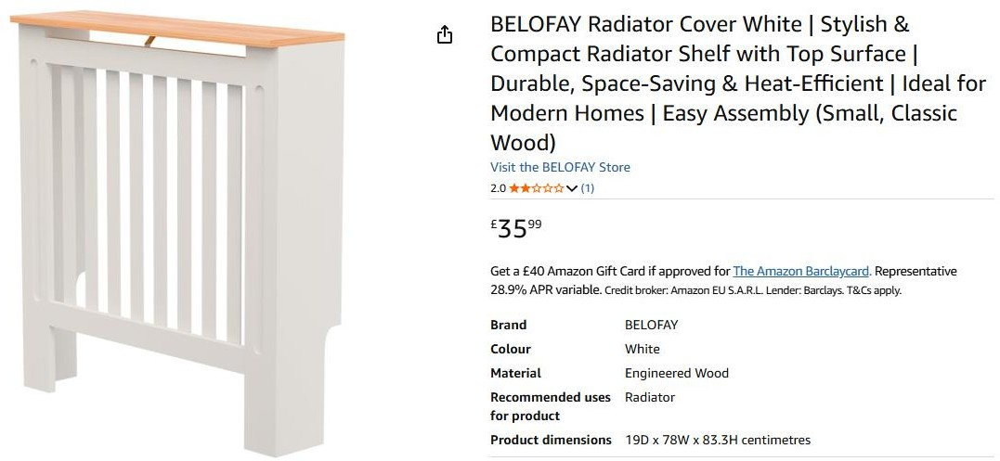 BELOFAY Radiator Cover White | Stylish &
Compact Radiator Shelf with Top Surface |
Durable, Space-Saving & Heat-Efficient | Ideal for
Modern Homes | Easy Assembly (Small, Classic
Wood)
Visit the BELOFAY Store
2.0 (1)
£3599
Get a £40 Amazon Gift Card if approved for The Amazon Barclaycard. Representative
28.9% APR variable. Credit broker: Amazon EU S.A.R.L. Lender: Barclays. T&Cs apply.
Brand BELOFAY
Colour White
Material Engineered Wood
Recommended uses Radiator
for product
Product dimensions 19D x 78W x 83.3H centimetres